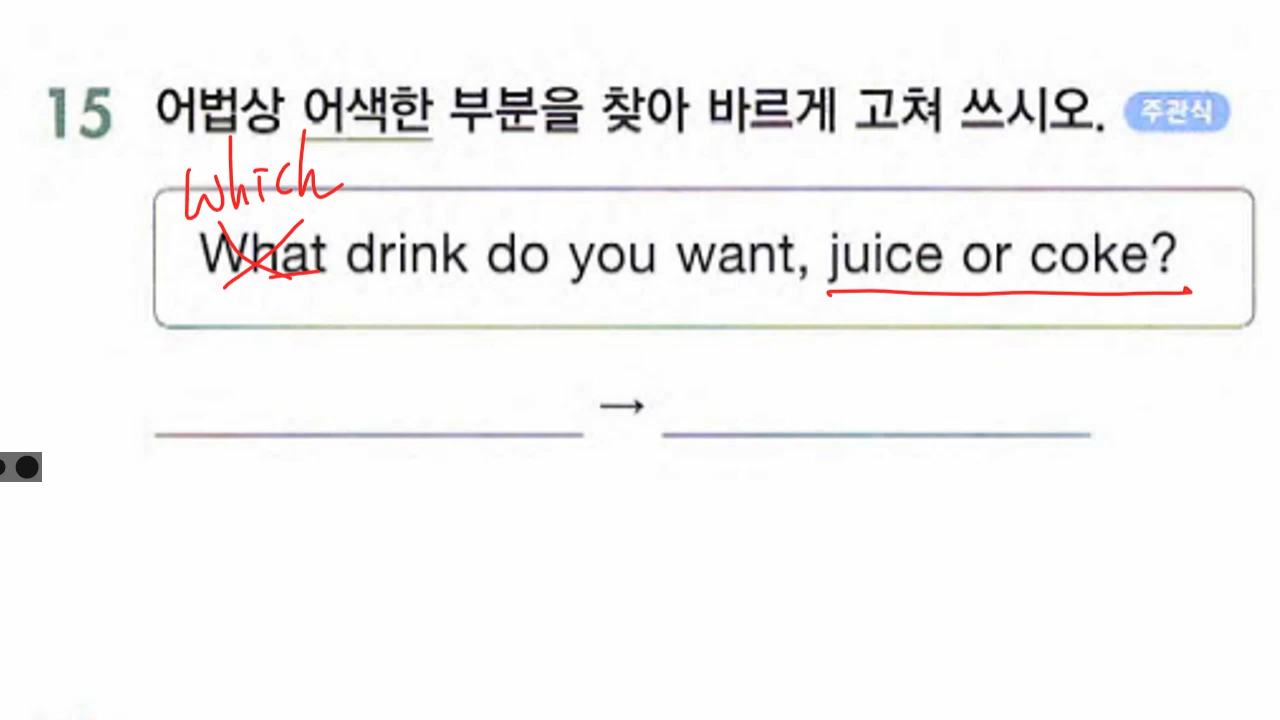 15 어법상 어색한 부분을 찾아 바르게 고쳐 쓰시오. 주관식
Which
What drink do you want, juice or coke?
→